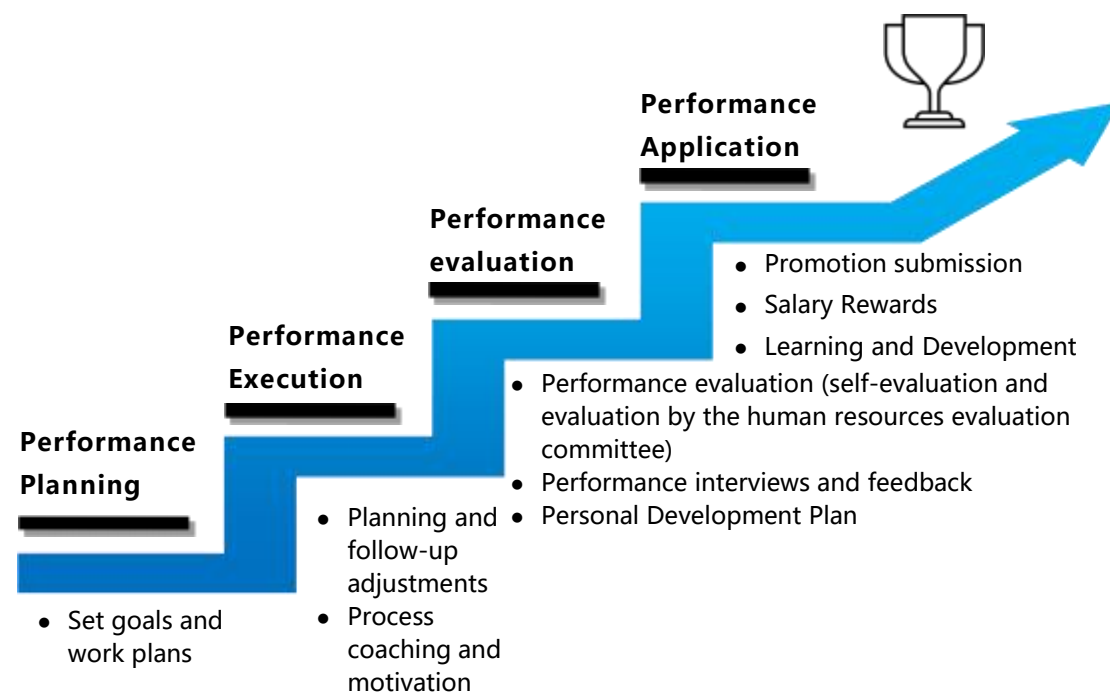 Performance
Planning
● Set goals and
work plans
Performance
Execution
● Planning and
follow-up
adjustments
● Process
coaching and
motivation
Performance
evaluation
● Performance evaluation (self-evaluation and
evaluation by the human resources evaluation
committee)
● Performance interviews and feedback
● Personal Development Plan
Performance
Application
● Promotion submission
● Salary Rewards
● Learning and Development